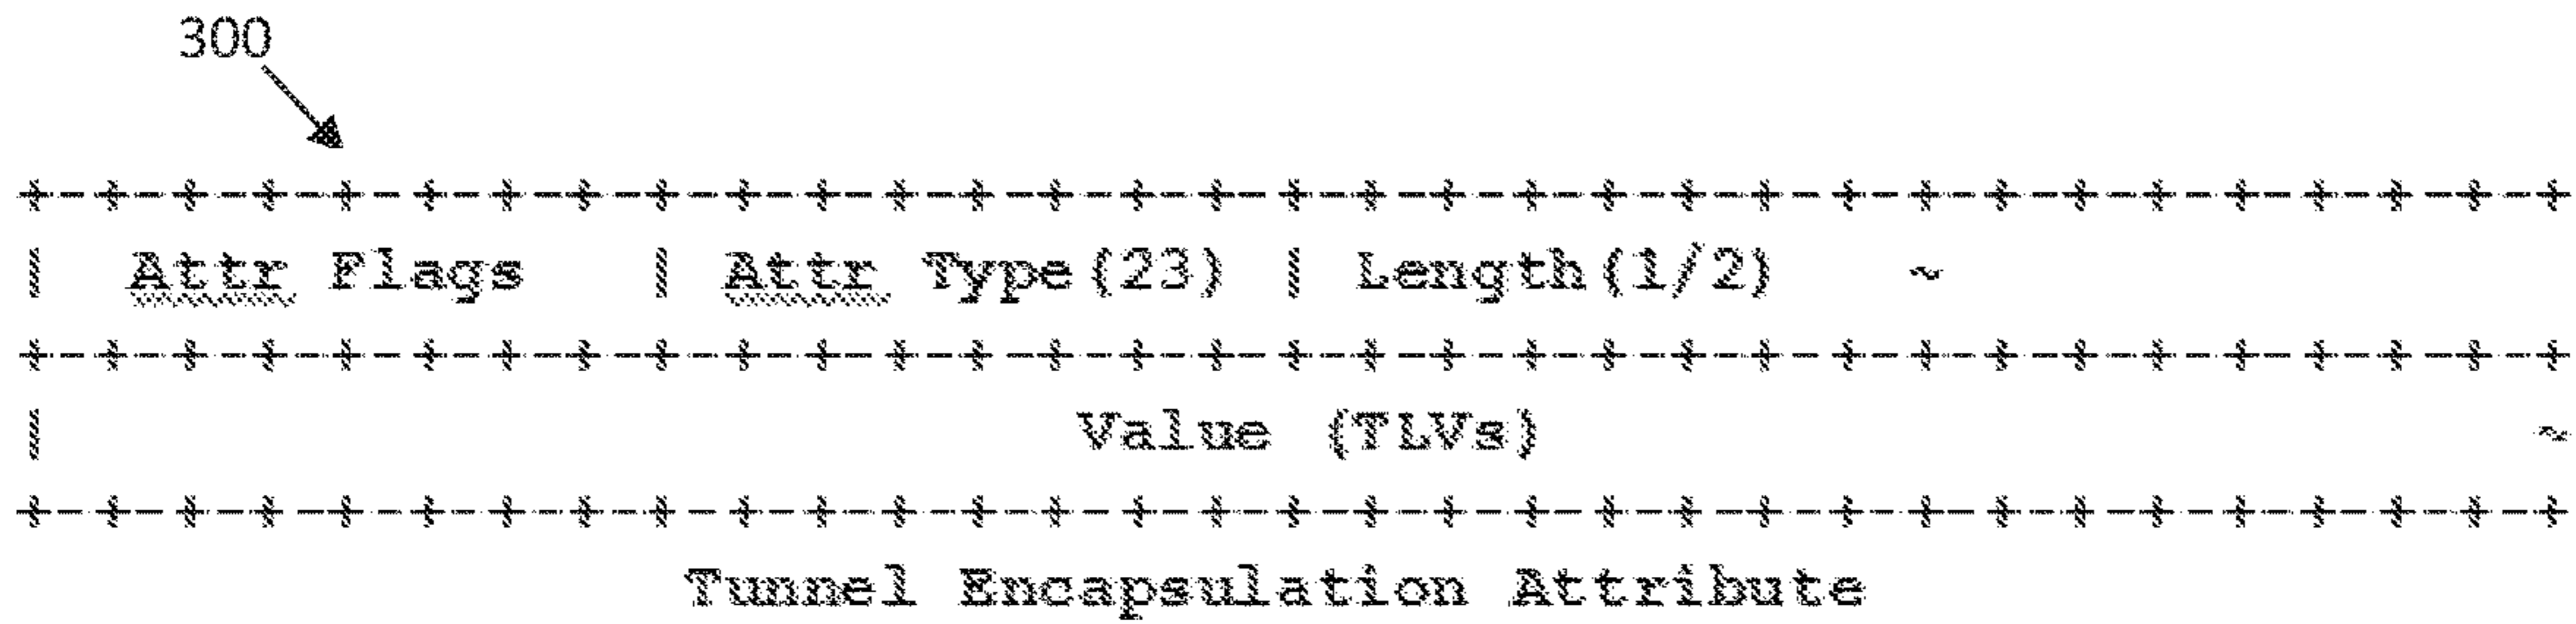 300
+-+-+-+-+-+-+-+-+-+-+-+-+-+-+-+-+-+-+-+-+-+-+-+-+-+-+-+-+-+-+-+-+
| Attr Flags | Attr Type(23) | Length(1/2) ~
+-+-+-+-+-+-+-+-+-+-+-+-+-+-+-+-+-+-+-+-+-+-+-+-+-+-+-+-+-+-+-+-+
| Value (TLVs) ~
+-+-+-+-+-+-+-+-+-+-+-+-+-+-+-+-+-+-+-+-+-+-+-+-+-+-+-+-+-+-+-+-+
Tunnel Encapsulation Attribute